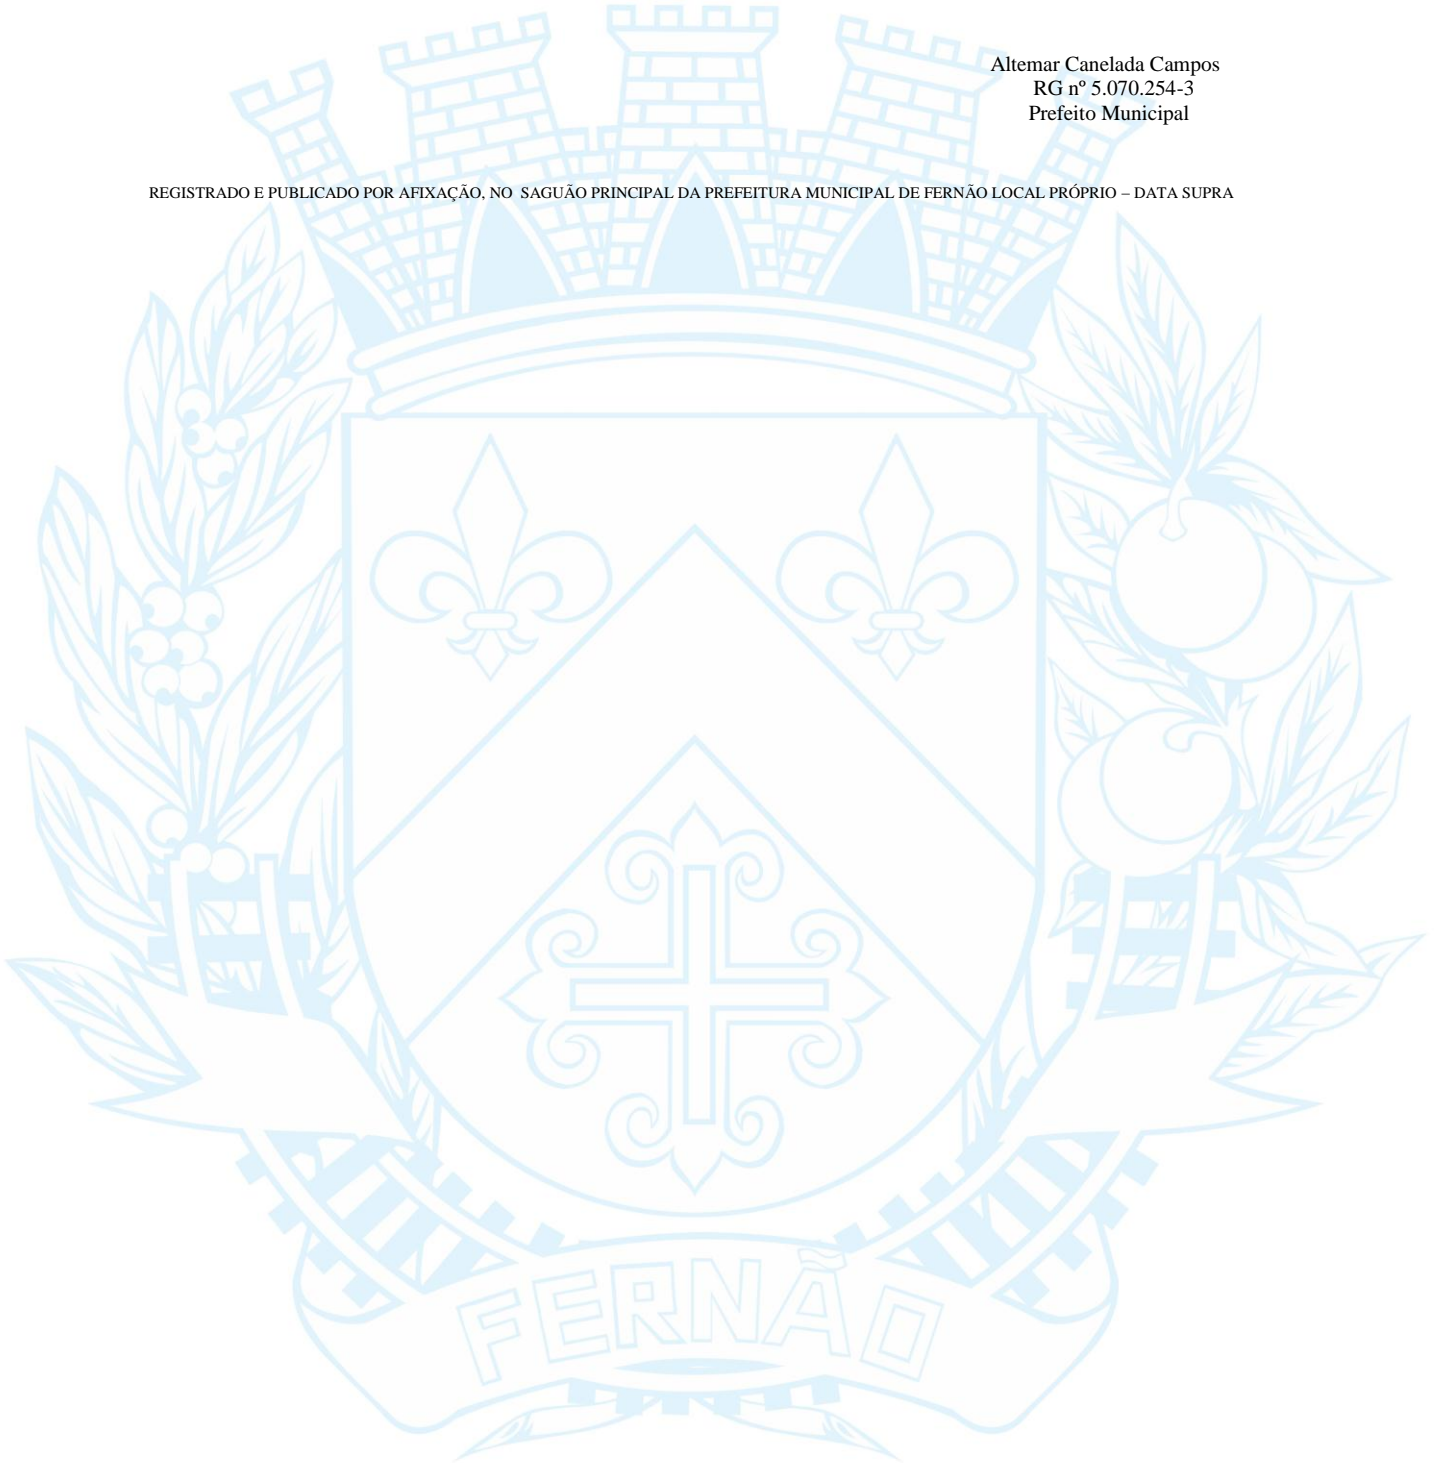 Altemar Canelada Campos
RG nº 5.070.254-3
Prefeito Municipal
REGISTRADO E PUBLICADO POR AFIXAÇÃO, NO SAGUÃO PRINCIPAL DA PREFEITURA MUNICIPAL DE FERNÃO LOCAL PRÓPRIO – DATA SUPRA
FERNÃO